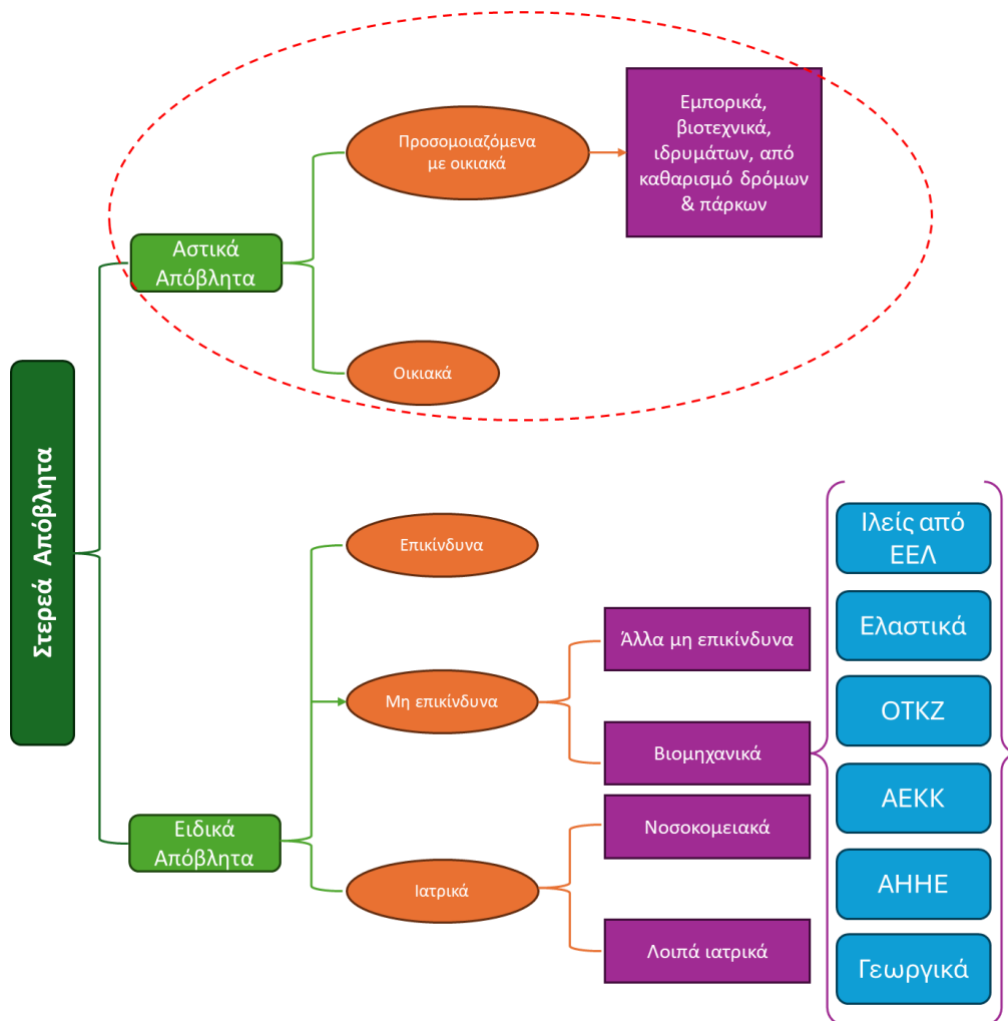 Στερεά Απόβλητα
Αστικά
Απόβλητα
Προσομοιαζόμενα
με οικιακά
Εμπορικά,
βιοτεχνικά,
ιδρυμάτων, από
καθαρισμό δρόμων
& πάρκων
Οικιακά
Ειδικά
Απόβλητα
Επικίνδυνα
Μη επικίνδυνα
Άλλα μη επικίνδυνα
Βιομηχανικά
Ιατρικά
Νοσοκομειακά
Λοιπά ιατρικά
Ιλείς από
ΕΕΛ
Ελαστικά
ΟΤΚΖ
ΑΕΚΚ
ΑΗΗΕ
Γεωργικά